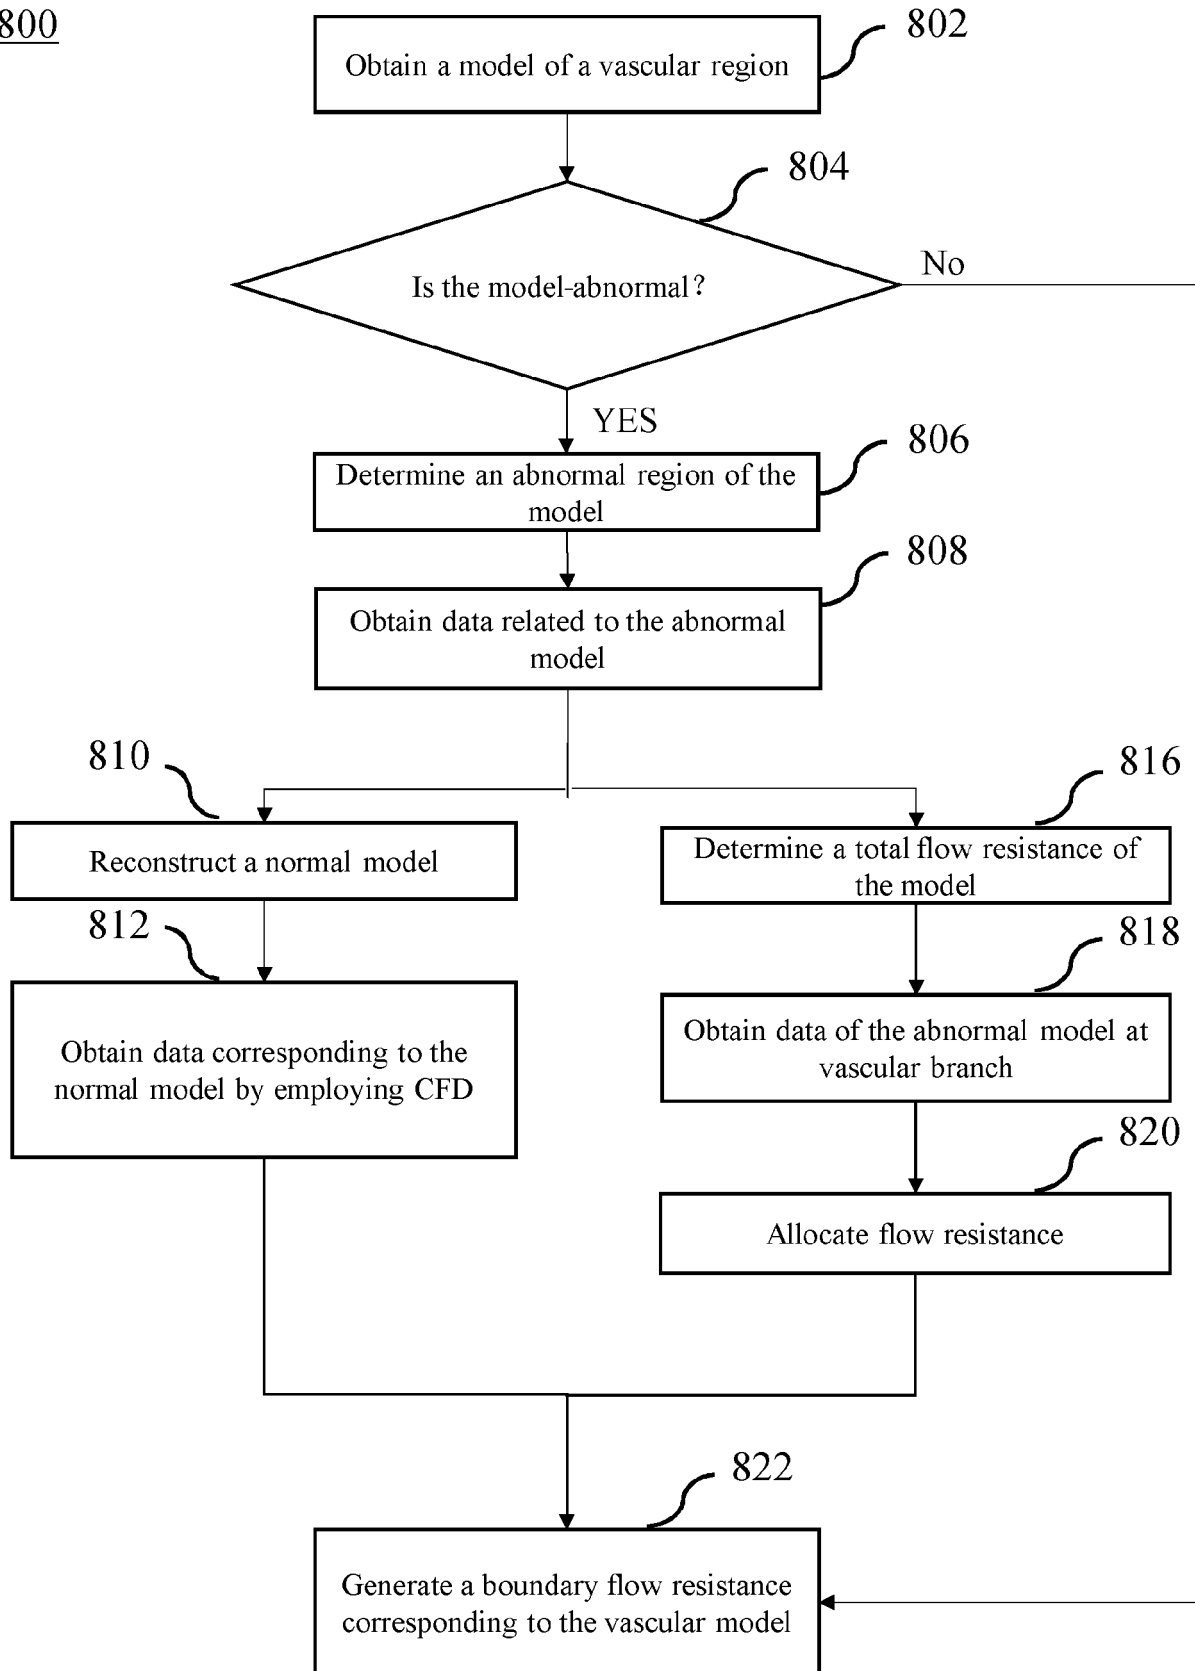 800
802
Obtain a model of a vascular region
804
Is the model-abnormal?
No
YES
806
Determine an abnormal region of the
model
808
Obtain data related to the abnormal
model
810
Reconstruct a normal model
812
Obtain data corresponding to the
normal model by employing CFD
816
Determine a total flow resistance of
the model
818
Obtain data of the abnormal model at
vascular branch
820
Allocate flow resistance
822
Generate a boundary flow resistance
corresponding to the vascular model